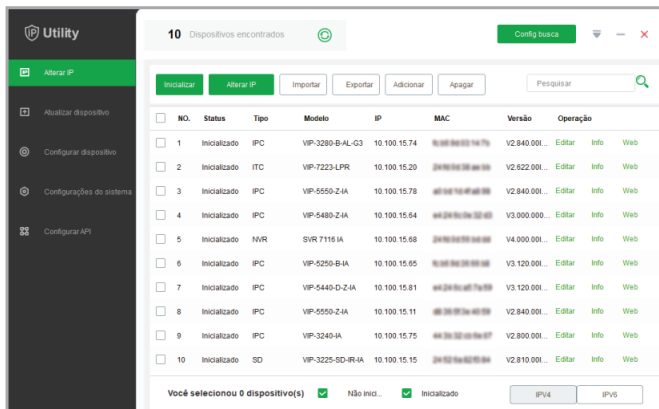 IP Utility
10 Dispositivos encontrados
Config busca
Alterar IP
Atualizar dispositivo
Configurar dispositivo
Configurações do sistema
Configurar API
Inicializar Alterar IP Importar Exportar Adicionar Apagar Pesquisar
NO. Status Tipo Modelo IP MAC Versão Operação
1 Inicializado IPC VIP-3280-B-AL-G3 10.100.15.74 V2.840.00I... Editar Info Web
2 Inicializado ITC VIP-7223-LPR 10.100.15.20 V2.622.00I... Editar Info Web
3 Inicializado IPC VIP-5550-Z-IA 10.100.15.78 V2.840.00I... Editar Info Web
4 Inicializado IPC VIP-5480-Z-IA 10.100.15.64 V3.000.000... Editar Info Web
5 Inicializado NVR SVR 7116 IA 10.100.15.68 V4.000.00I... Editar Info Web
6 Inicializado IPC VIP-5250-B-IA 10.100.15.65 V3.120.00I... Editar Info Web
7 Inicializado IPC VIP-5440-D-Z-IA 10.100.15.81 V3.120.00I... Editar Info Web
8 Inicializado IPC VIP-5550-Z-IA 10.100.15.11 V2.840.00I... Editar Info Web
9 Inicializado IPC VIP-3240-IA 10.100.15.75 V2.800.00I... Editar Info Web
10 Inicializado SD VIP-3225-SD-IR-IA 10.100.15.15 V2.810.00I... Editar Info Web
Você selecionou 0 dispositivo(s) Não inici... Inicializado IPV4 IPV6